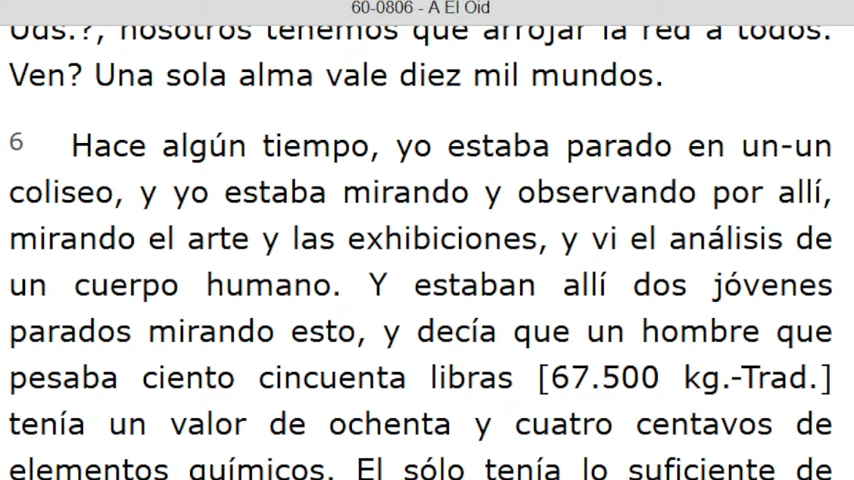 60-0806 - A El Oid
Uds.?, nosotros tenemos que arrojar la red a todos.
Ven? Una sola alma vale diez mil mundos.
6 Hace algún tiempo, yo estaba parado en un-un
coliseo, y yo estaba mirando y observando por allí,
mirando el arte y las exhibiciones, y vi el análisis de
un cuerpo humano. Y estaban allí dos jóvenes
parados mirando esto, y decía que un hombre que
pesaba ciento cincuenta libras [67.500 kg.-Trad.]
tenía un valor de ochenta y cuatro centavos de
elementos químicos. El sólo tenía lo suficiente de